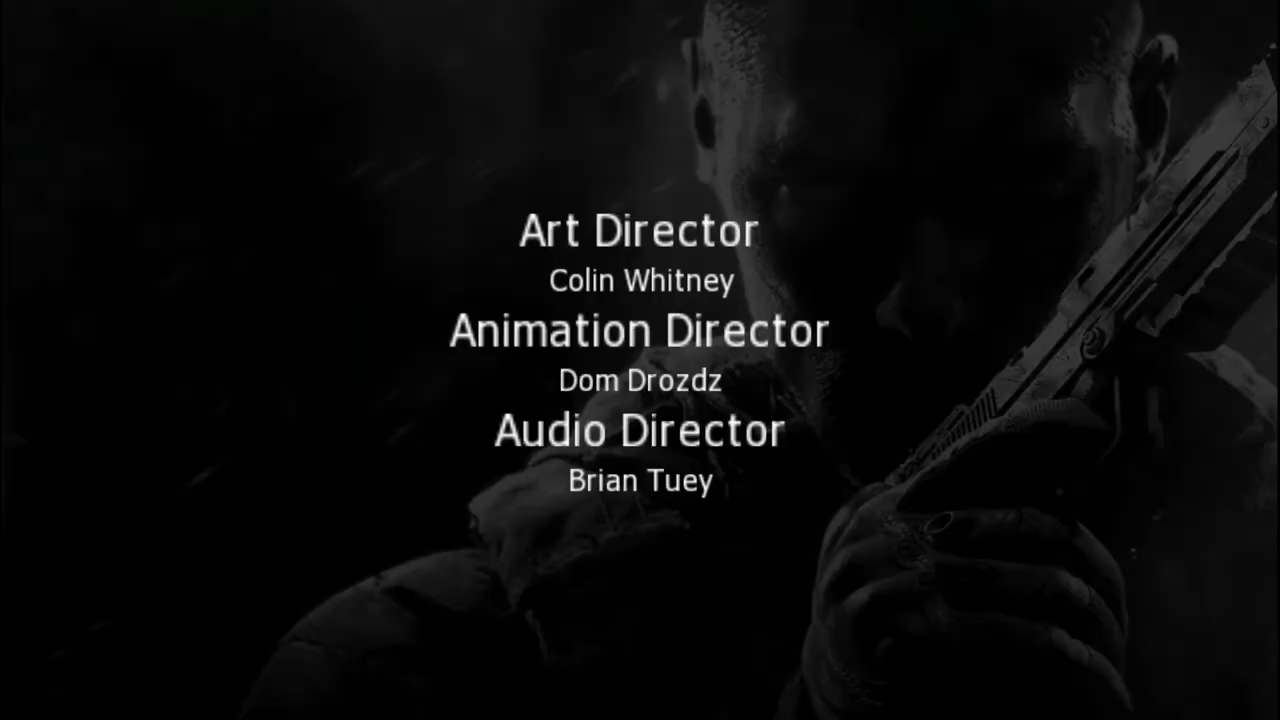 Art Director
Colin Whitney
Animation Director
Dom Drozdz
Audio Director
Brian Tuey